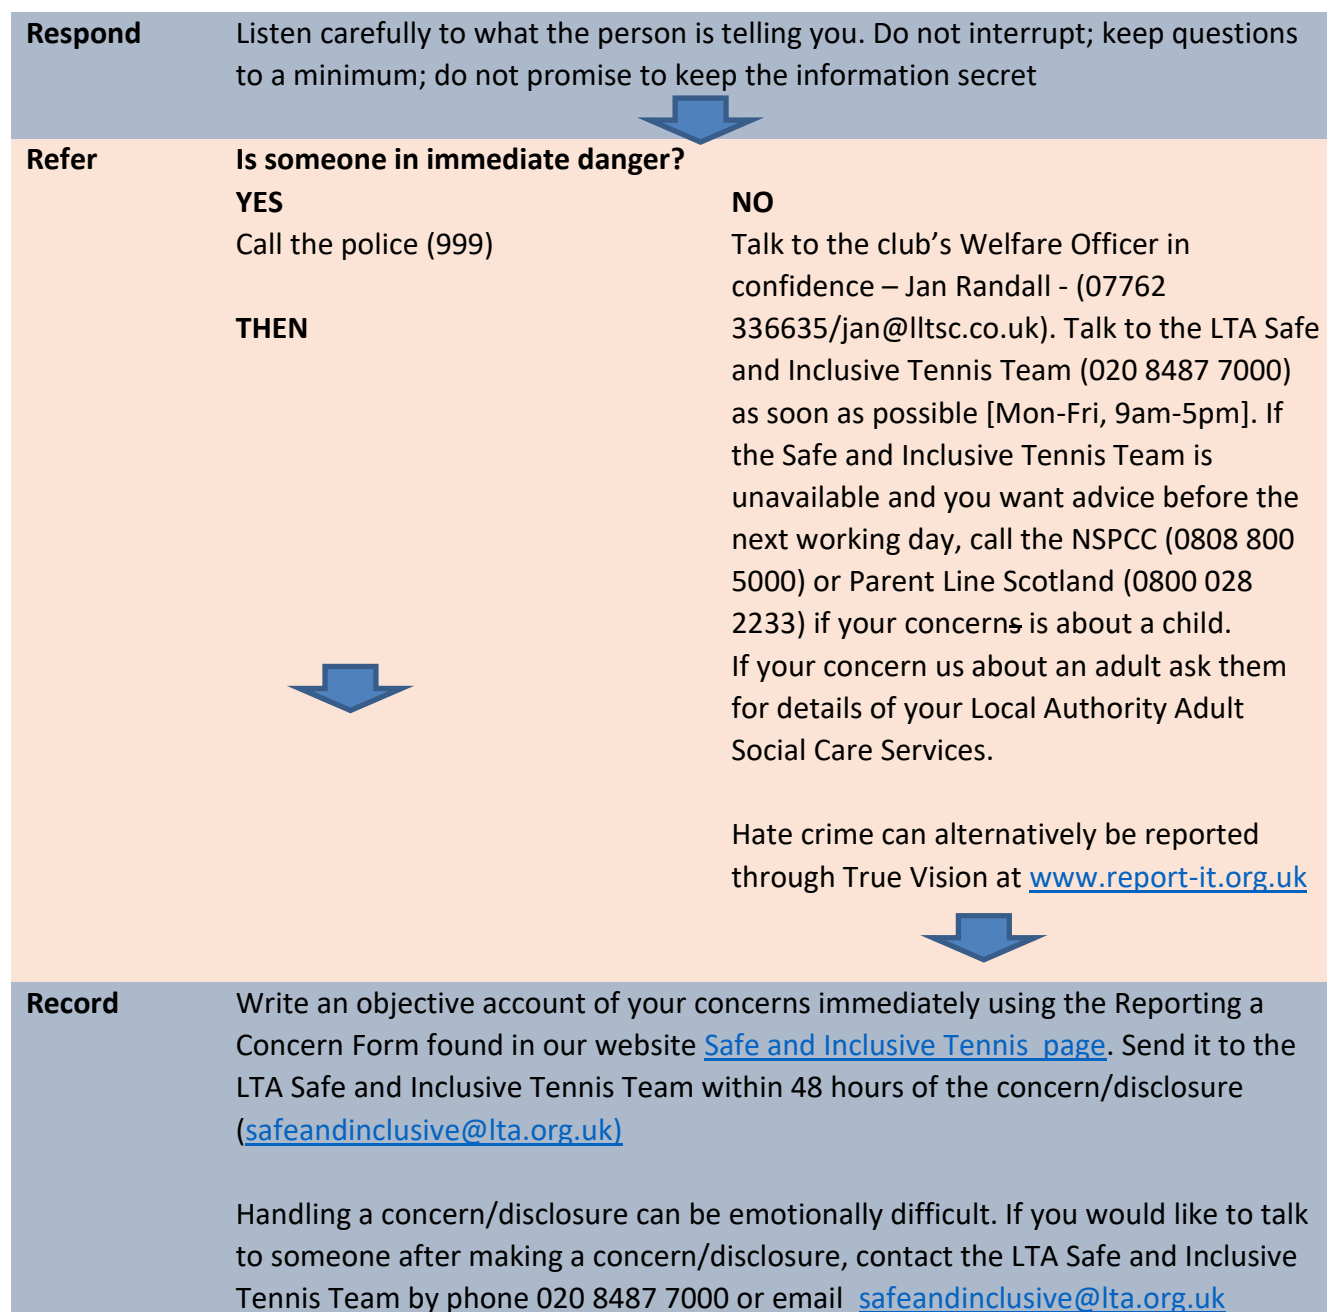 Respond
Listen carefully to what the person is telling you. Do not interrupt; keep questions
to a minimum; do not promise to keep the information secret
Refer
Is someone in immediate danger?
YES
Call the police (999)
THEN
NO
Talk to the club’s Welfare Officer in
confidence – Jan Randall - (07762
336635/jan@lltsc.co.uk). Talk to the LTA Safe
and Inclusive Tennis Team (020 8487 7000)
as soon as possible [Mon-Fri, 9am-5pm]. If
the Safe and Inclusive Tennis Team is
unavailable and you want advice before the
next working day, call the NSPCC (0808 800
5000) or Parent Line Scotland (0800 028
2233) if your concerns is about a child.
If your concern us about an adult ask them
for details of your Local Authority Adult
Social Care Services.
Hate crime can alternatively be reported
through True Vision at www.report-it.org.uk
Record
Write an objective account of your concerns immediately using the Reporting a
Concern Form found in our website Safe and Inclusive Tennis  page. Send it to the
LTA Safe and Inclusive Tennis Team within 48 hours of the concern/disclosure
(safeandinclusive@lta.org.uk)
Handling a concern/disclosure can be emotionally difficult. If you would like to talk
to someone after making a concern/disclosure, contact the LTA Safe and Inclusive
Tennis Team by phone 020 8487 7000 or email  safeandinclusive@lta.org.uk